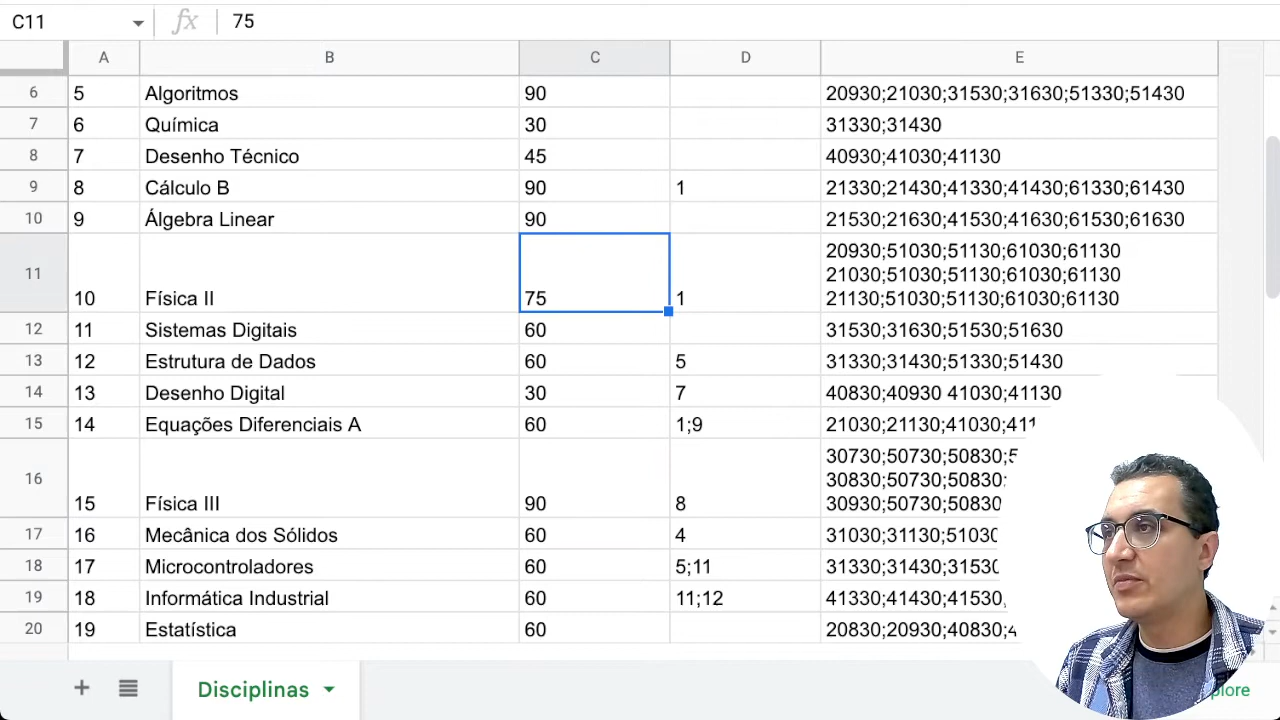 C11 fx 75
A B C D E
6 5 Algoritmos 90 20930;21030;31530;31630;51330;51430
7 6 Química 30 31330;31430
8 7 Desenho Técnico 45 40930;41030;41130
9 8 Cálculo B 90 1 21330;21430;41330;41430;61330;61430
10 9 Álgebra Linear 90 21530;21630;41530;41630;61530;61630
20930;51030;51130;61030;61130
11 21030;51030;51130;61030;61130
10 Física II 75 1 21130;51030;51130;61030;61130
12 11 Sistemas Digitais 60 31530;31630;51530;51630
13 12 Estrutura de Dados 60 5 31330;31430;51330;51430
14 13 Desenho Digital 30 7 40830;40930 41030;41130
15 14 Equações Diferenciais A 60 1;9 21030;21130;41030;
30730;50730;50830;
16 30830;50730;50830;
15 Física III 90 8 30930;50730;50830
17 16 Mecânica dos Sólidos 60 4 31030;31130;51030
18 17 Microcontroladores 60 5;11 31330;31430;31530
19 18 Informática Industrial 60 11;12 41330;41430;41530;
20 19 Estatística 60 20830;20930;40830;
+ Disciplinas